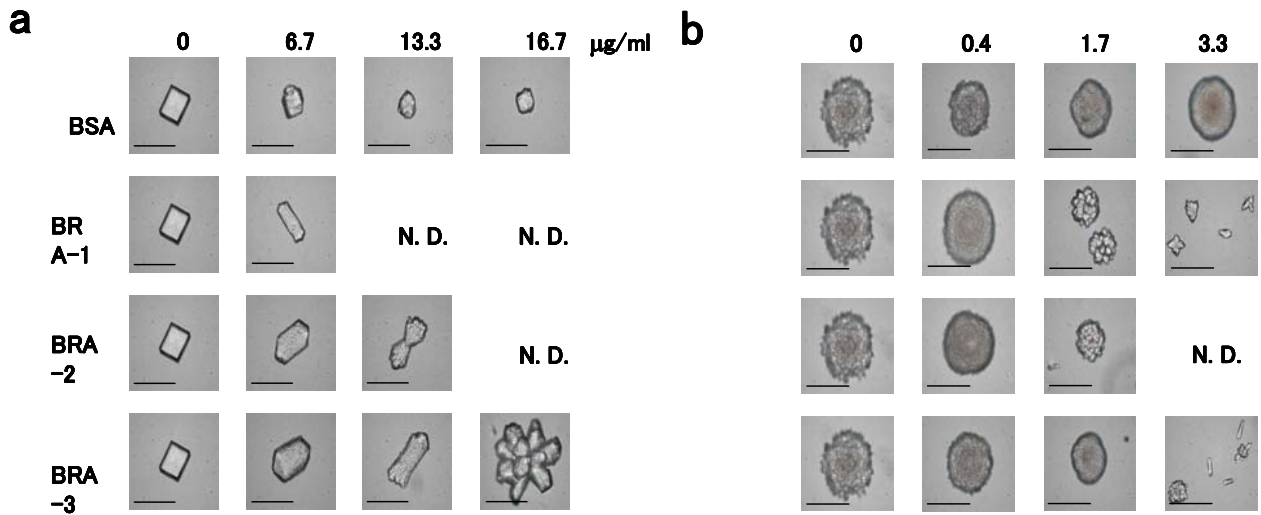 a
0 6.7 13.3 16.7 μg/ml
BSA
BR
A-1
N. D. N. D.
BRA
-2
N. D.
BRA
-3
b
0 0.4 1.7 3.3
N. D.